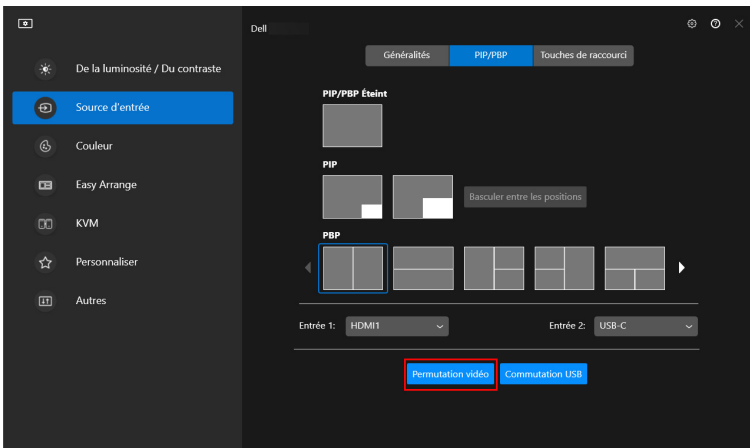 Dell
De la luminosité / Du contraste
Source d'entrée
Couleur
Easy Arrange
KVM
Personnaliser
Autres
Généralités PIP/PBP Touches de raccourci
PIP/PBP Éteint
PIP
Basculer entre les positions
PBP
Entrée 1: HDMI1 Entrée 2: USB-C
Permutation vidéo Commutation USB